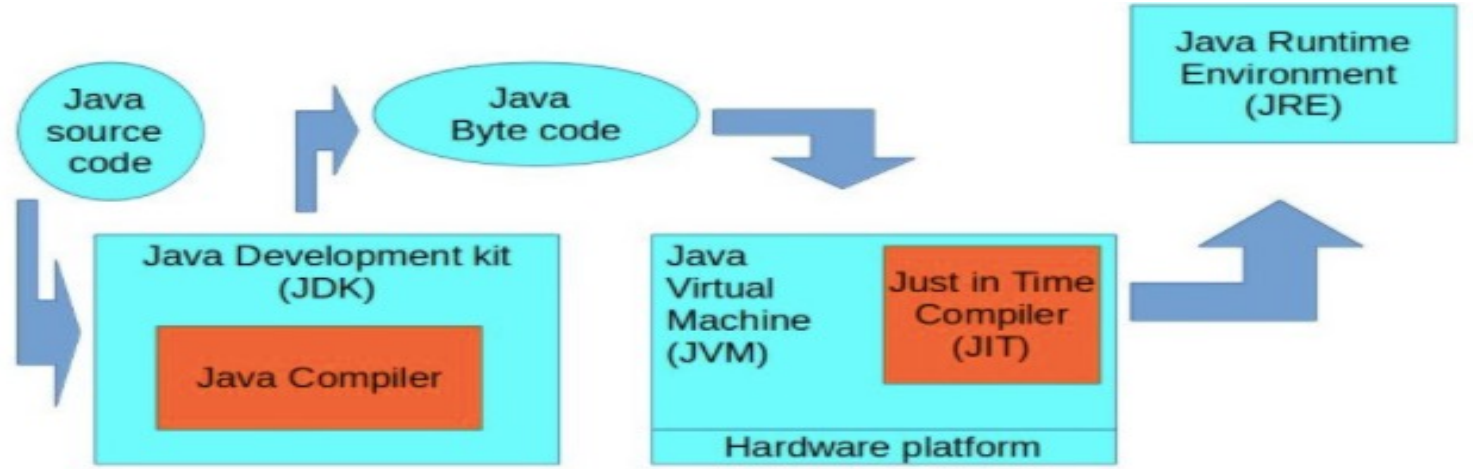 Java
source
code
Java
Byte code
Java Runtime
Environment
(JRE)
Java Development kit
(JDK)
Java Compiler
Java
Virtual
Machine
(JVM)
Just in Time
Compiler
(JIT)
Hardware platform